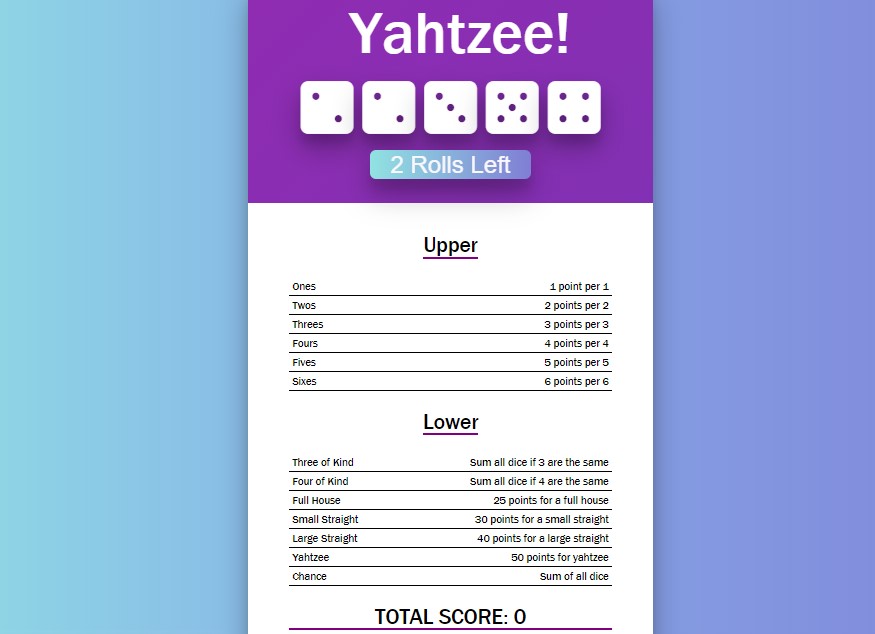 Yahtzee!
2 Rolls Left
Upper
Ones 1 point per 1
Twos 2 points per 2
Threes 3 points per 3
Fours 4 points per 4
Fives 5 points per 5
Sixes 6 points per 6
Lower
Three of Kind Sum all dice if 3 are the same
Four of Kind Sum all dice if 4 are the same
Full House 25 points for a full house
Small Straight 30 points for a small straight
Large Straight 40 points for a large straight
Yahtzee 50 points for yahtzee
Chance Sum of all dice
TOTAL SCORE: 0